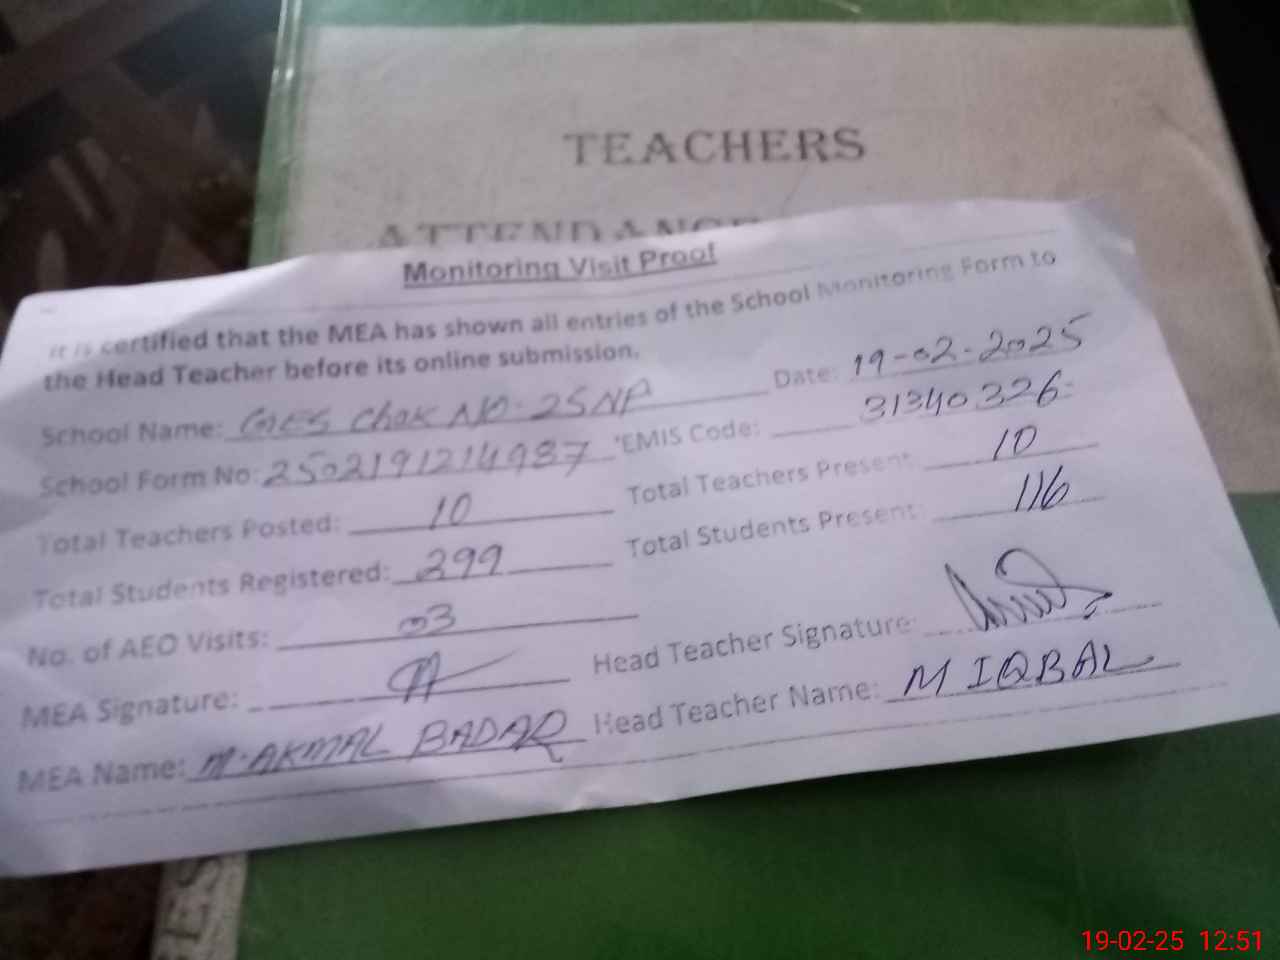 TEACHERS
ATTENDANCE
Monitoring Visit Proof
It is certified that the MEA has shown all entries of the School Monitoring Form to
the Head Teacher before its online submission.
School Name: GES Chak NO. 25NP Date: 19-02-2025
School Form No: 2502191214937 EMIS Code: 31340326
Total Teachers Posted: 10 Total Teachers Present: 10
Total Students Registered: 299 Total Students Present: 116
No. of AEO Visits: 03
MEA Signature: Head Teacher Signature:
MEA Name: M. AKMAL BADAR Head Teacher Name: M IQBAL
19-02-25 12:51